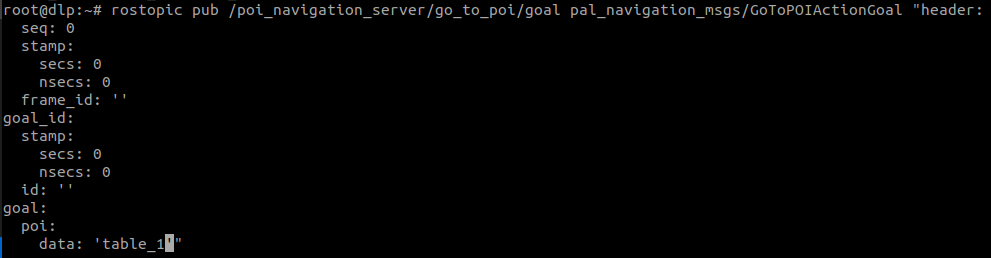 root@dlp:~# rostopic pub /poi_navigation_server/go_to_poi/goal pal_navigation_msgs/GoToPOIActionGoal "header:
  seq: 0
  stamp:
    secs: 0
    nsecs: 0
  frame_id: ''
goal_id:
  stamp:
    secs: 0
    nsecs: 0
  id: ''
goal:
  poi:
    data: 'table_1'"